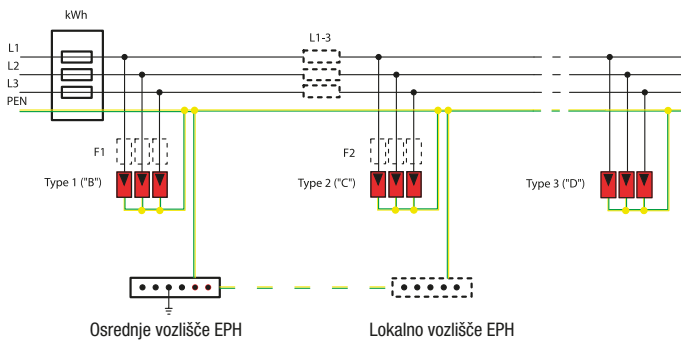 kWh
L1
L1-3
L2
L3
PEN
F1
F2
Type 1 ("B")
Type 2 ("C")
Type 3 ("D")
Osrednje vozlišče EPH
Lokalno vozlišče EPH